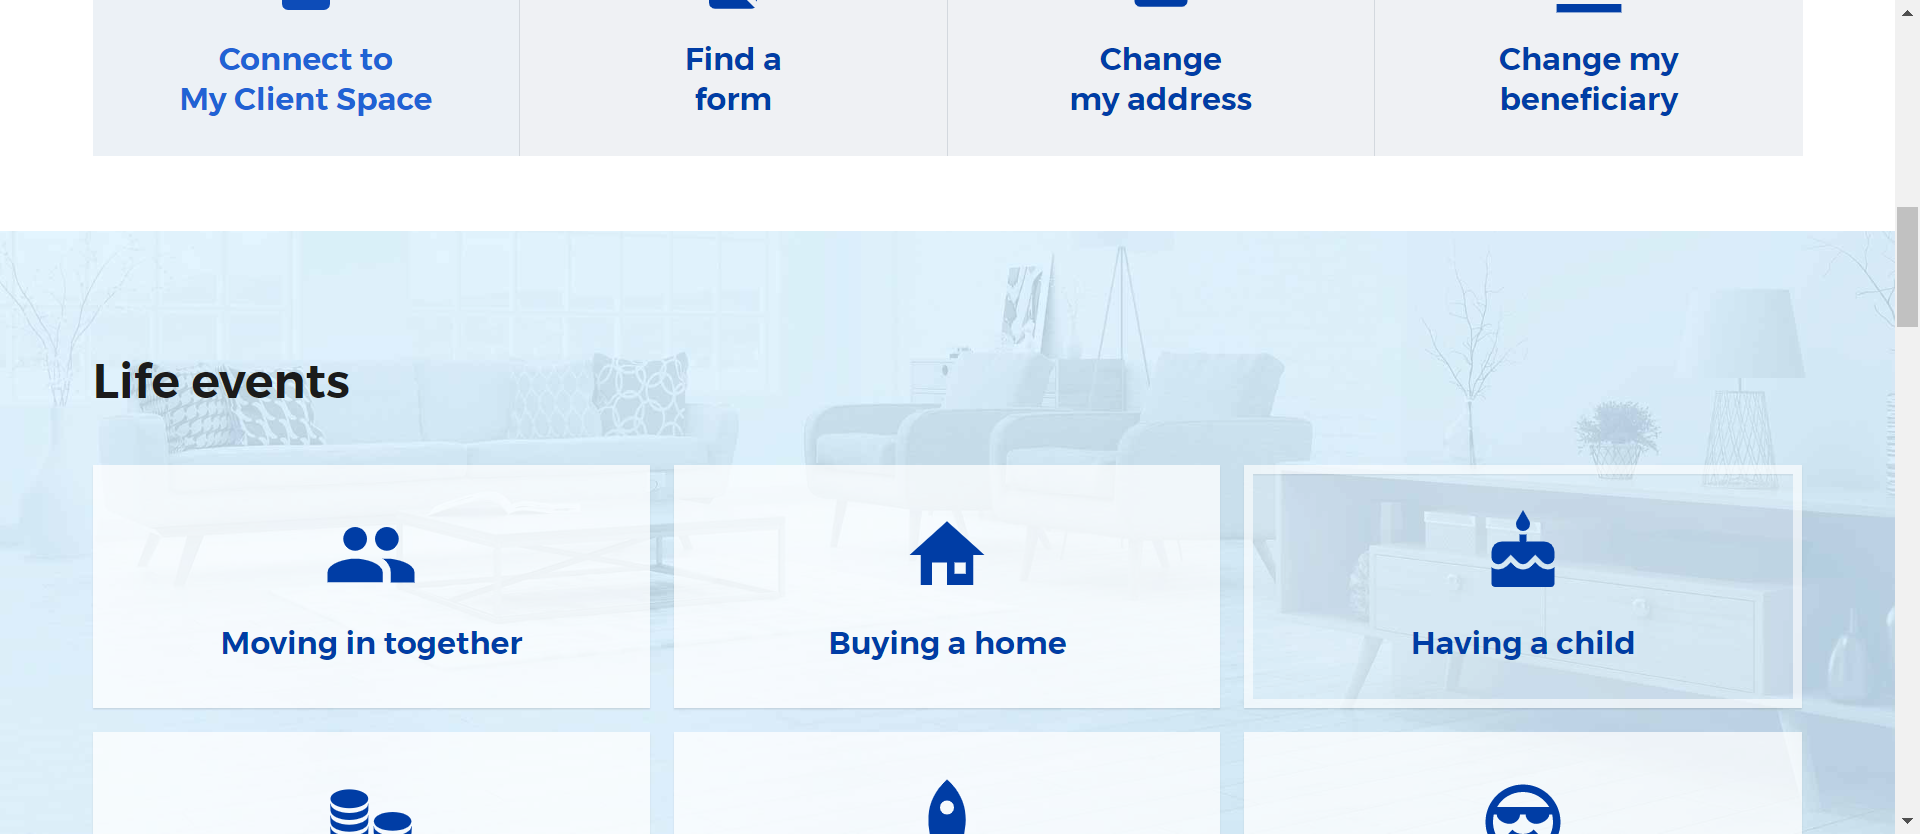 Connect to
My Client Space
Find a
form
Change
my address
Change my
beneficiary
Life events
Moving in together
Buying a home
Having a child